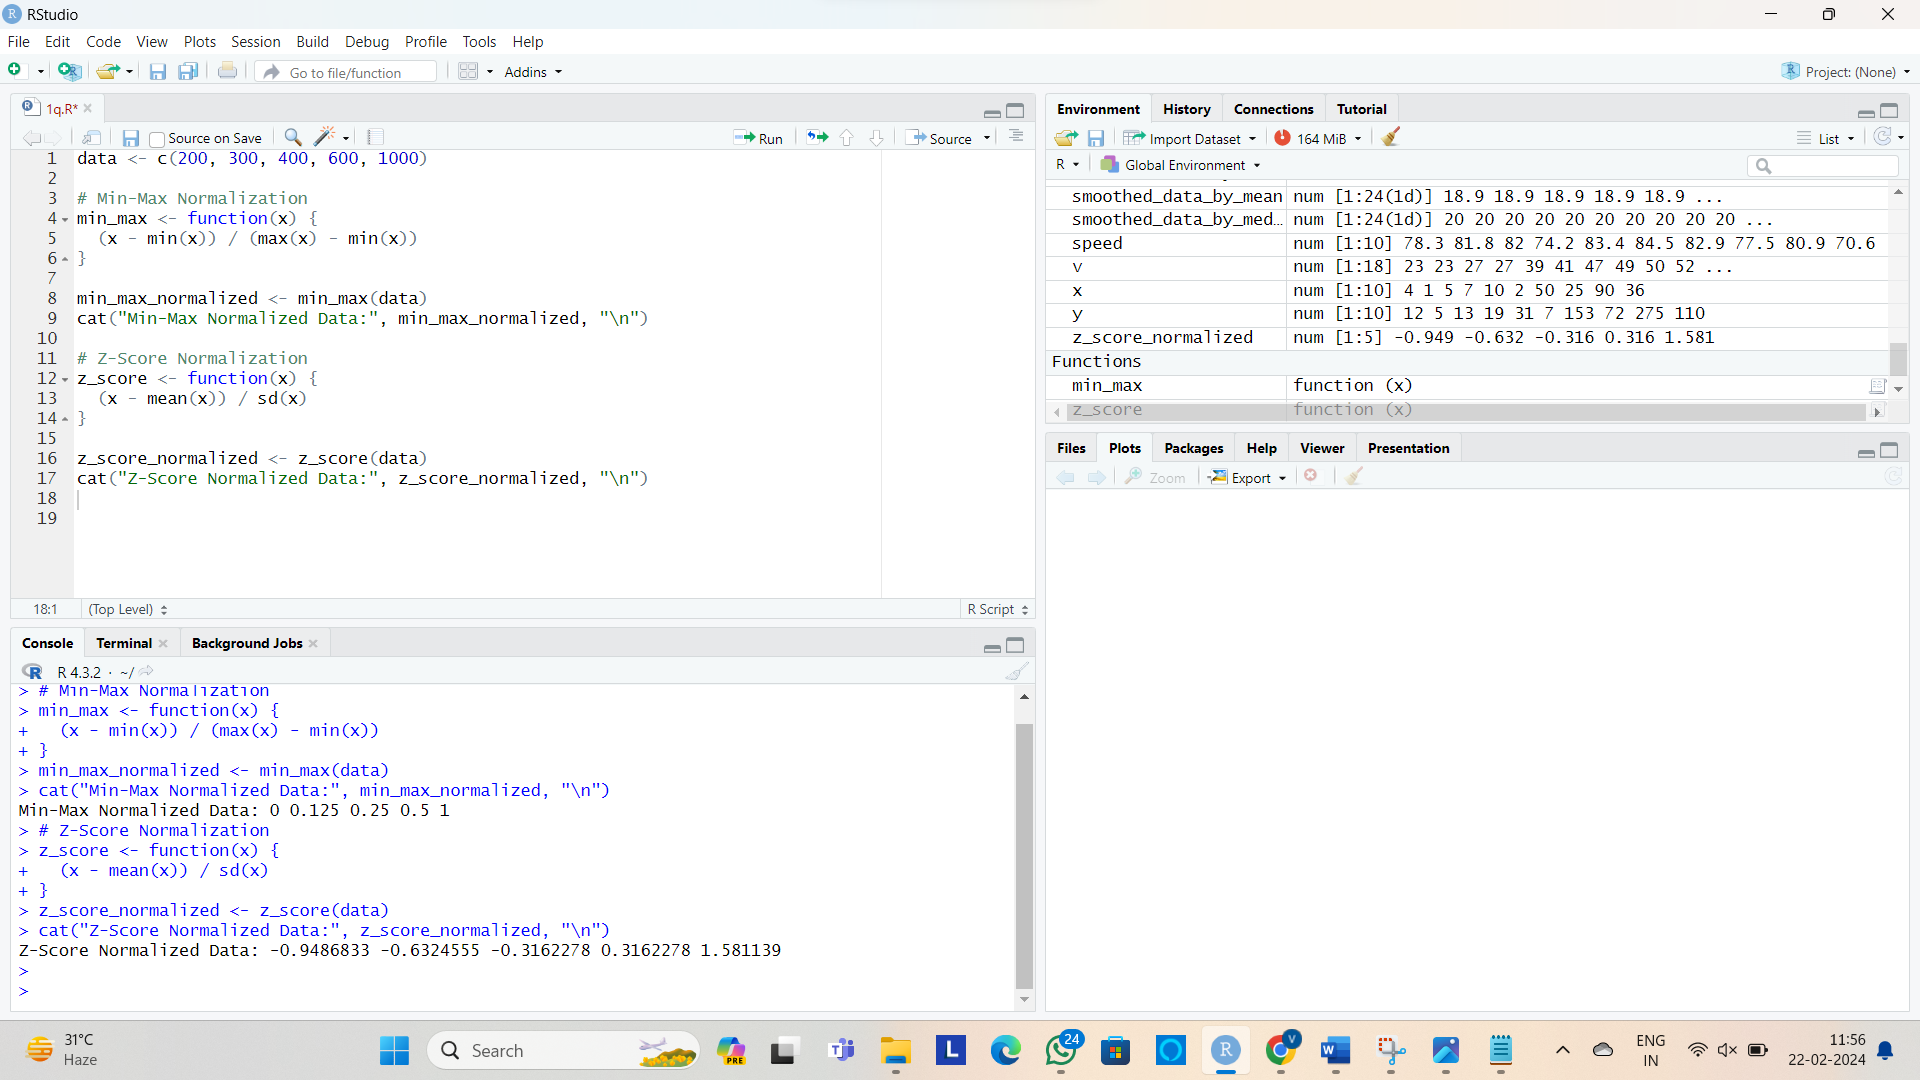 RStudio
File Edit Code View Plots Session Build Debug Profile Tools Help
Go to file/function Addins Project: (None)
1q.R*
Source on Save Run Source
1 data <- c(200, 300, 400, 600, 1000)
2
3 # Min-Max Normalization
4 min_max <- function(x) {
5 (x - min(x)) / (max(x) - min(x))
6 }
7
8 min_max_normalized <- min_max(data)
9 cat("Min-Max Normalized Data:", min_max_normalized, "\n")
10
11 # Z-Score Normalization
12 z_score <- function(x) {
13 (x - mean(x)) / sd(x)
14 }
15
16 z_score_normalized <- z_score(data)
17 cat("Z-Score Normalized Data:", z_score_normalized, "\n")
18
19
18:1 (Top Level) R Script
Console Terminal Background Jobs
R 4.3.2 · ~/
> # Min-Max Normalization
> min_max <- function(x) {
+ (x - min(x)) / (max(x) - min(x))
+ }
> min_max_normalized <- min_max(data)
> cat("Min-Max Normalized Data:", min_max_normalized, "\n")
Min-Max Normalized Data: 0 0.125 0.25 0.5 1
> # Z-Score Normalization
> z_score <- function(x) {
+ (x - mean(x)) / sd(x)
+ }
> z_score_normalized <- z_score(data)
> cat("Z-Score Normalized Data:", z_score_normalized, "\n")
Z-Score Normalized Data: -0.9486833 -0.6324555 -0.3162278 0.3162278 1.581139
>
>
Environment History Connections Tutorial
Import Dataset 164 MiB List
R Global Environment
smoothed_data_by_mean num [1:24(1d)] 18.9 18.9 18.9 18.9 18.9 ...
smoothed_data_by_med… num [1:24(1d)] 20 20 20 20 20 20 20 20 20 20 ...
speed num [1:10] 78.3 81.8 82 74.2 83.4 84.5 82.9 77.5 80.9 70.6
v num [1:18] 23 23 27 27 39 41 47 49 50 52 ...
x num [1:10] 4 1 5 7 10 2 50 25 90 36
y num [1:10] 12 5 13 19 31 7 153 72 275 110
z_score_normalized num [1:5] -0.949 -0.632 -0.316 0.316 1.581
Functions
min_max function (x)
z_score function (x)
Files Plots Packages Help Viewer Presentation
Zoom Export
31°C
Haze
Search
PRE
L
24
V
R
W
ENG
IN
11:56
22-02-2024